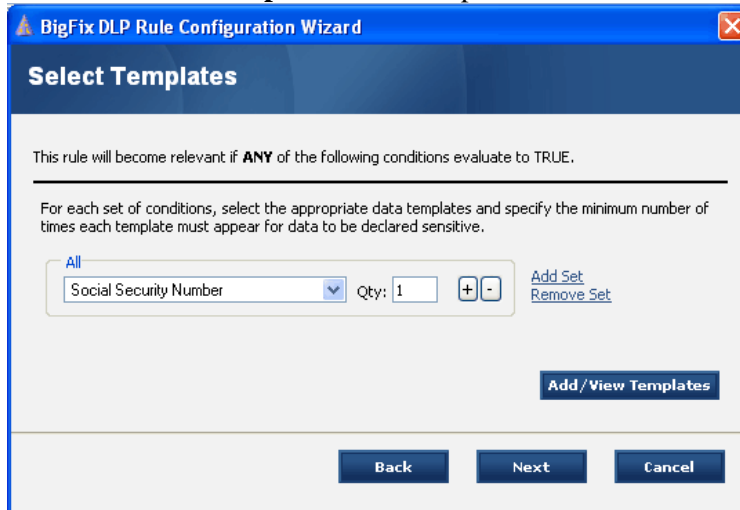 BigFix DLP Rule Configuration Wizard
Select Templates
This rule will become relevant if ANY of the following conditions evaluate to TRUE.
For each set of conditions, select the appropriate data templates and specify the minimum number of
times each template must appear for data to be declared sensitive.
All
Social Security Number Qty: 1 + - Add Set
Remove Set
Add/View Templates
Back Next Cancel